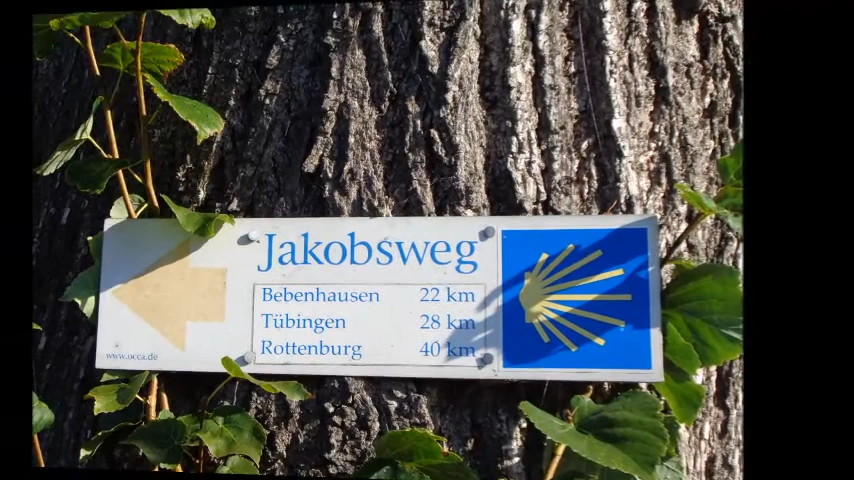 Jakobsweg
Bebenhausen 22 km
Tübingen 28 km
Rottenburg 40 km
www.occa.de